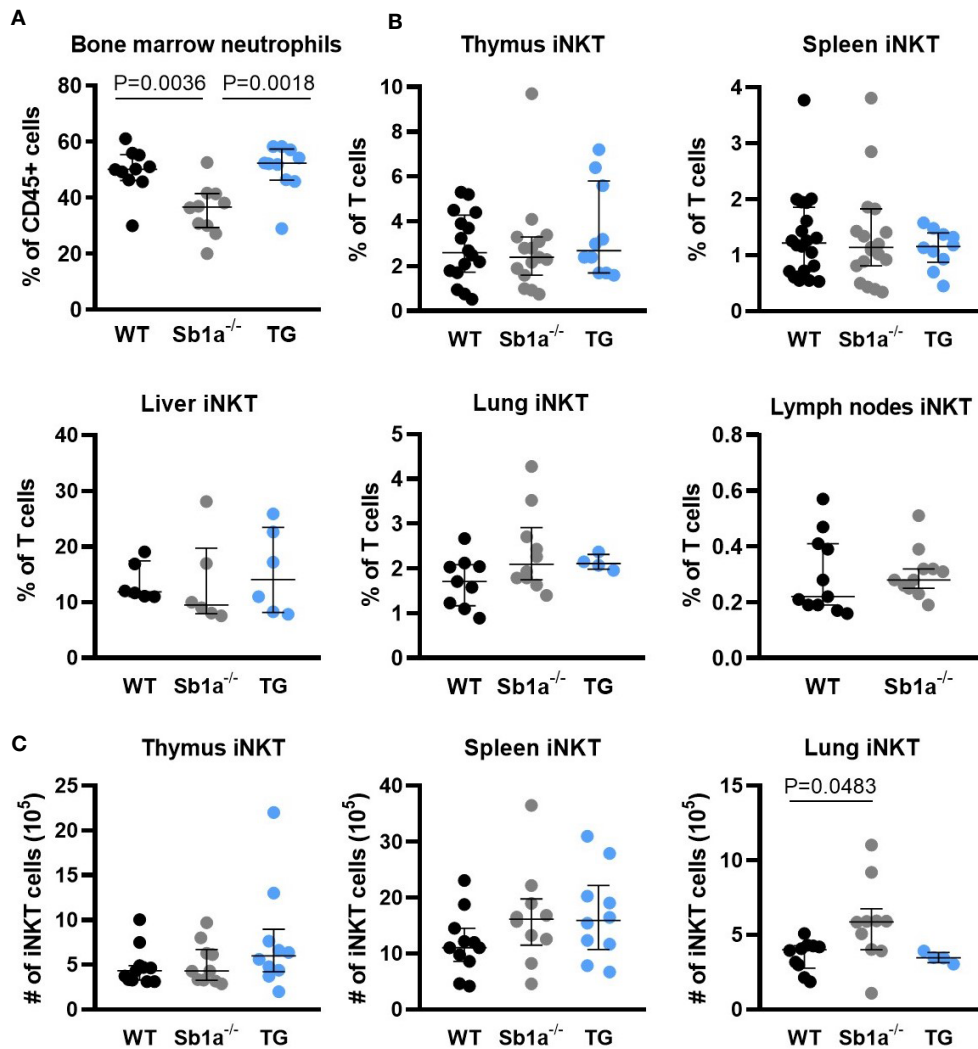 A
Bone marrow neutrophils
P=0.0036 P=0.0018
% of CD45+ cells
80
60
40
20
0
WT Sb1a-/- TG
B
Thymus iNKT
% of T cells
10
8
6
4
2
0
WT Sb1a-/- TG
Spleen iNKT
% of T cells
4
3
2
1
0
WT Sb1a-/- TG
Liver iNKT
% of T cells
40
30
20
10
0
WT Sb1a-/- TG
Lung iNKT
% of T cells
5
4
3
2
1
0
WT Sb1a-/- TG
Lymph nodes iNKT
% of T cells
0.8
0.6
0.4
0.2
0.0
WT Sb1a-/-
C
Thymus iNKT
# of iNKT cells (10^5)
25
20
15
10
5
0
WT Sb1a-/- TG
Spleen iNKT
# of iNKT cells (10^5)
40
30
20
10
0
WT Sb1a-/- TG
Lung iNKT
P=0.0483
# of iNKT cells (10^5)
15
10
5
0
WT Sb1a-/- TG